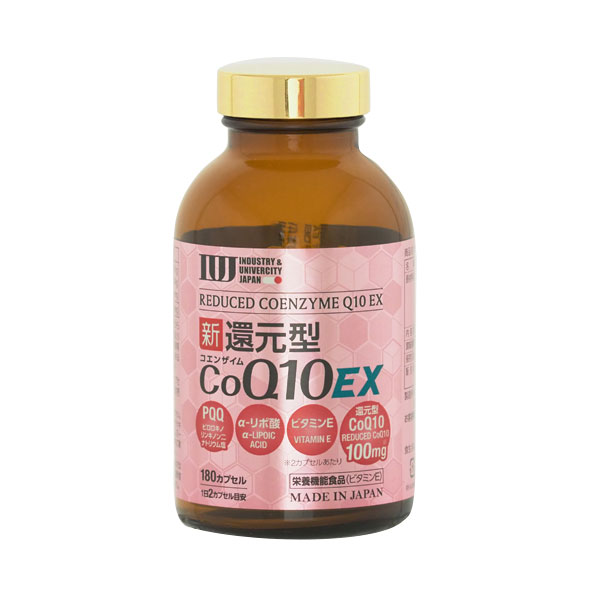 IUJ
INDUSTRY &
UNIVERCITY
JAPAN
REDUCED COENZYME Q10 EX
新還元型
コエンザイム
CoQ10EX
PQQ
ピロロキノ
リンキノン二
ナトリウム塩
α-リポ酸
α-LIPOIC
ACID
ビタミンE
VITAMIN E
還元型
CoQ10
REDUCED CoQ10
100mg
※2カプセルあたり
180カプセル
1日2カプセル目安
栄養機能食品(ビタミンE)
MADE IN JAPAN